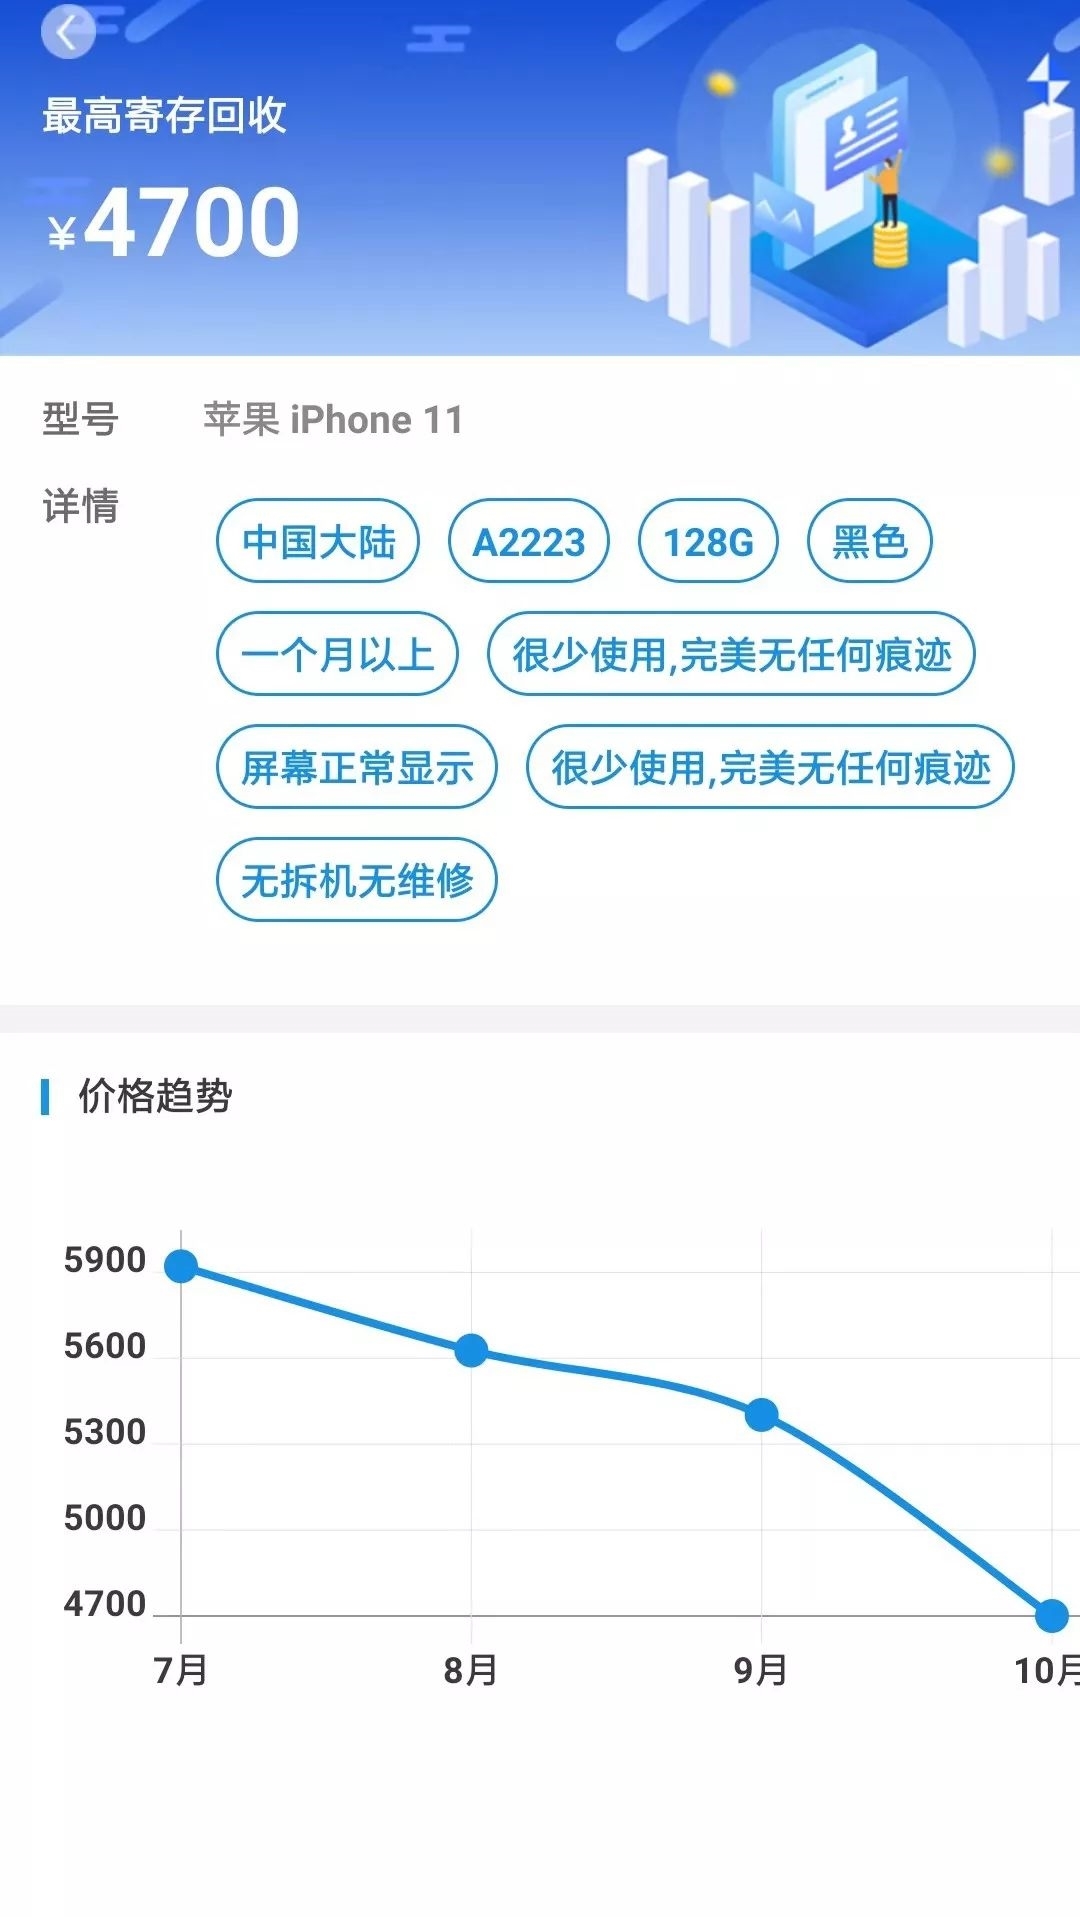 最高寄存回收
¥4700
型号 苹果 iPhone 11
详情
中国大陆 A2223 128G 黑色
一个月以上 很少使用,完美无任何痕迹
屏幕正常显示 很少使用,完美无任何痕迹
无拆机无维修
价格趋势
5900
5600
5300
5000
4700
7月 8月 9月 10月